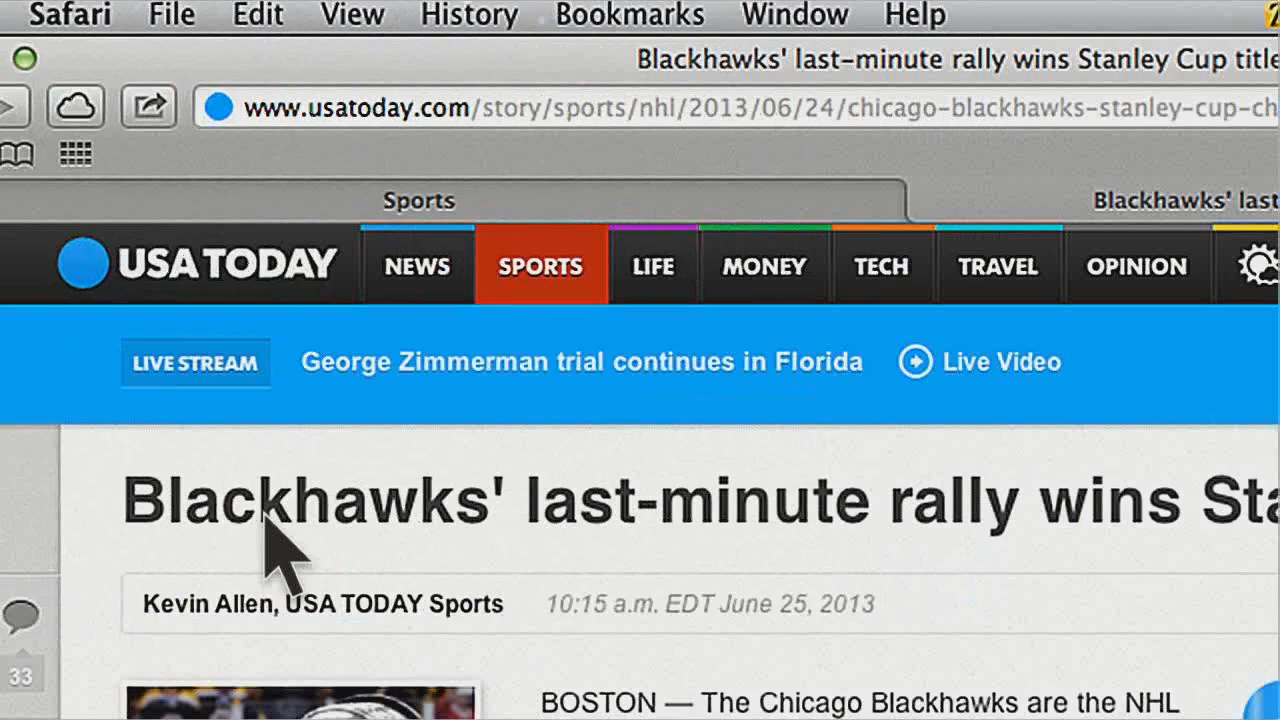 Safari File Edit View History Bookmarks Window Help
Blackhawks' last-minute rally wins Stanley Cup title
www.usatoday.com/story/sports/nhl/2013/06/24/chicago-blackhawks-stanley-cup-ch
Sports Blackhawks' last
USA TODAY NEWS SPORTS LIFE MONEY TECH TRAVEL OPINION
LIVE STREAM George Zimmerman trial continues in Florida Live Video
Blackhawks' last-minute rally wins Sta
Kevin Allen, USA TODAY Sports 10:15 a.m. EDT June 25, 2013
33
BOSTON — The Chicago Blackhawks are the NHL